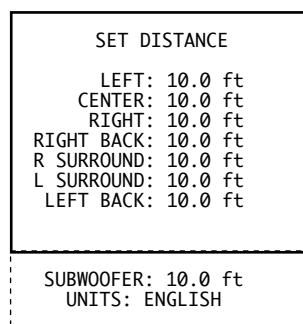 SET DISTANCE
LEFT: 10.0 ft
CENTER: 10.0 ft
RIGHT: 10.0 ft
RIGHT BACK: 10.0 ft
R SURROUND: 10.0 ft
L SURROUND: 10.0 ft
LEFT BACK: 10.0 ft
SUBWOOFER: 10.0 ft
UNITS: ENGLISH